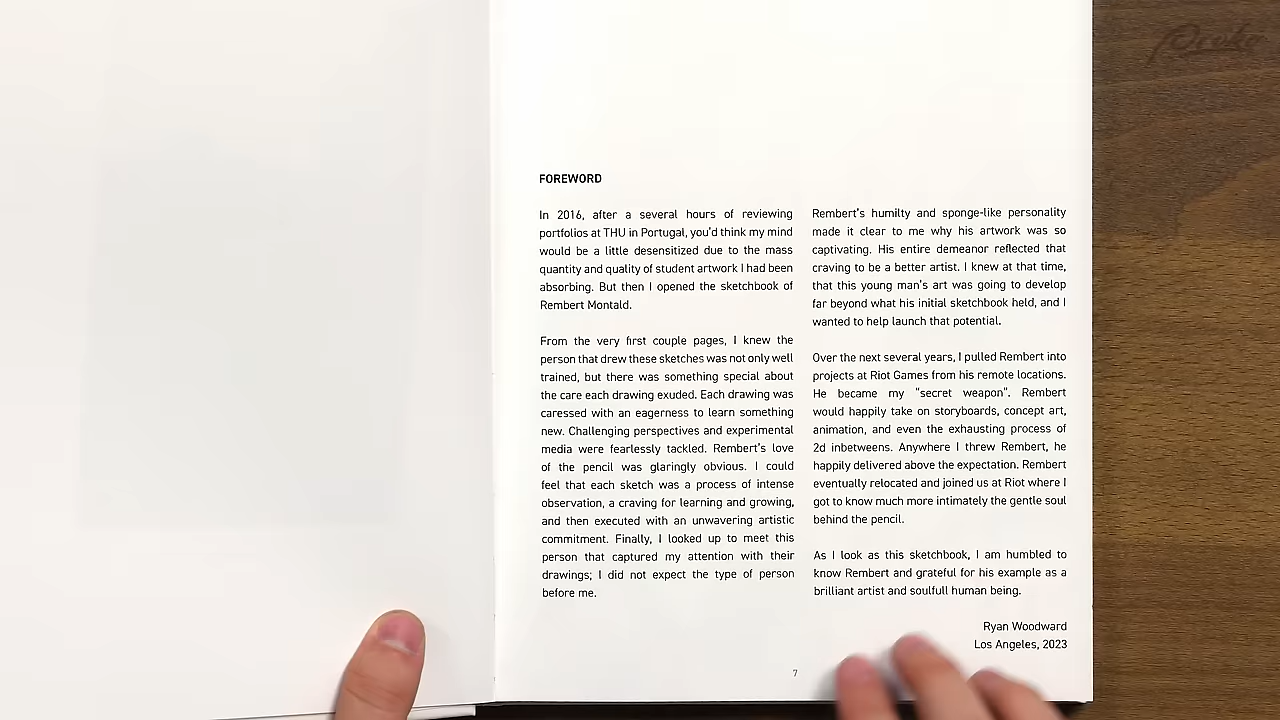 Proko
FOREWORD
In 2016, after a several hours of reviewing
portfolios at THU in Portugal, you'd think my mind
would be a little desensitized due to the mass
quantity and quality of student artwork I had been
absorbing. But then I opened the sketchbook of
Rembert Montald.
From the very first couple pages, I knew the
person that drew these sketches was not only well
trained, but there was something special about
the care each drawing exuded. Each drawing was
caressed with an eagerness to learn something
new. Challenging perspectives and experimental
media were fearlessly tackled. Rembert's love
of the pencil was glaringly obvious. I could
feel that each sketch was a process of intense
observation, a craving for learning and growing,
and then executed with an unwavering artistic
commitment. Finally, I looked up to meet this
person that captured my attention with their
drawings; I did not expect the type of person
before me.
Rembert's humilty and sponge-like personality
made it clear to me why his artwork was so
captivating. His entire demeanor reflected that
craving to be a better artist. I knew at that time,
that this young man's art was going to develop
far beyond what his initial sketchbook held, and I
wanted to help launch that potential.
Over the next several years, I pulled Rembert into
projects at Riot Games from his remote locations.
He became my "secret weapon". Rembert
would happily take on storyboards, concept art,
animation, and even the exhausting process of
2d inbetweens. Anywhere I threw Rembert, he
happily delivered above the expectation. Rembert
eventually relocated and joined us at Riot where I
got to know much more intimately the gentle soul
behind the pencil.
As I look as this sketchbook, I am humbled to
know Rembert and grateful for his example as a
brilliant artist and soulfull human being.
Ryan Woodward
Los Angeles, 2023
7